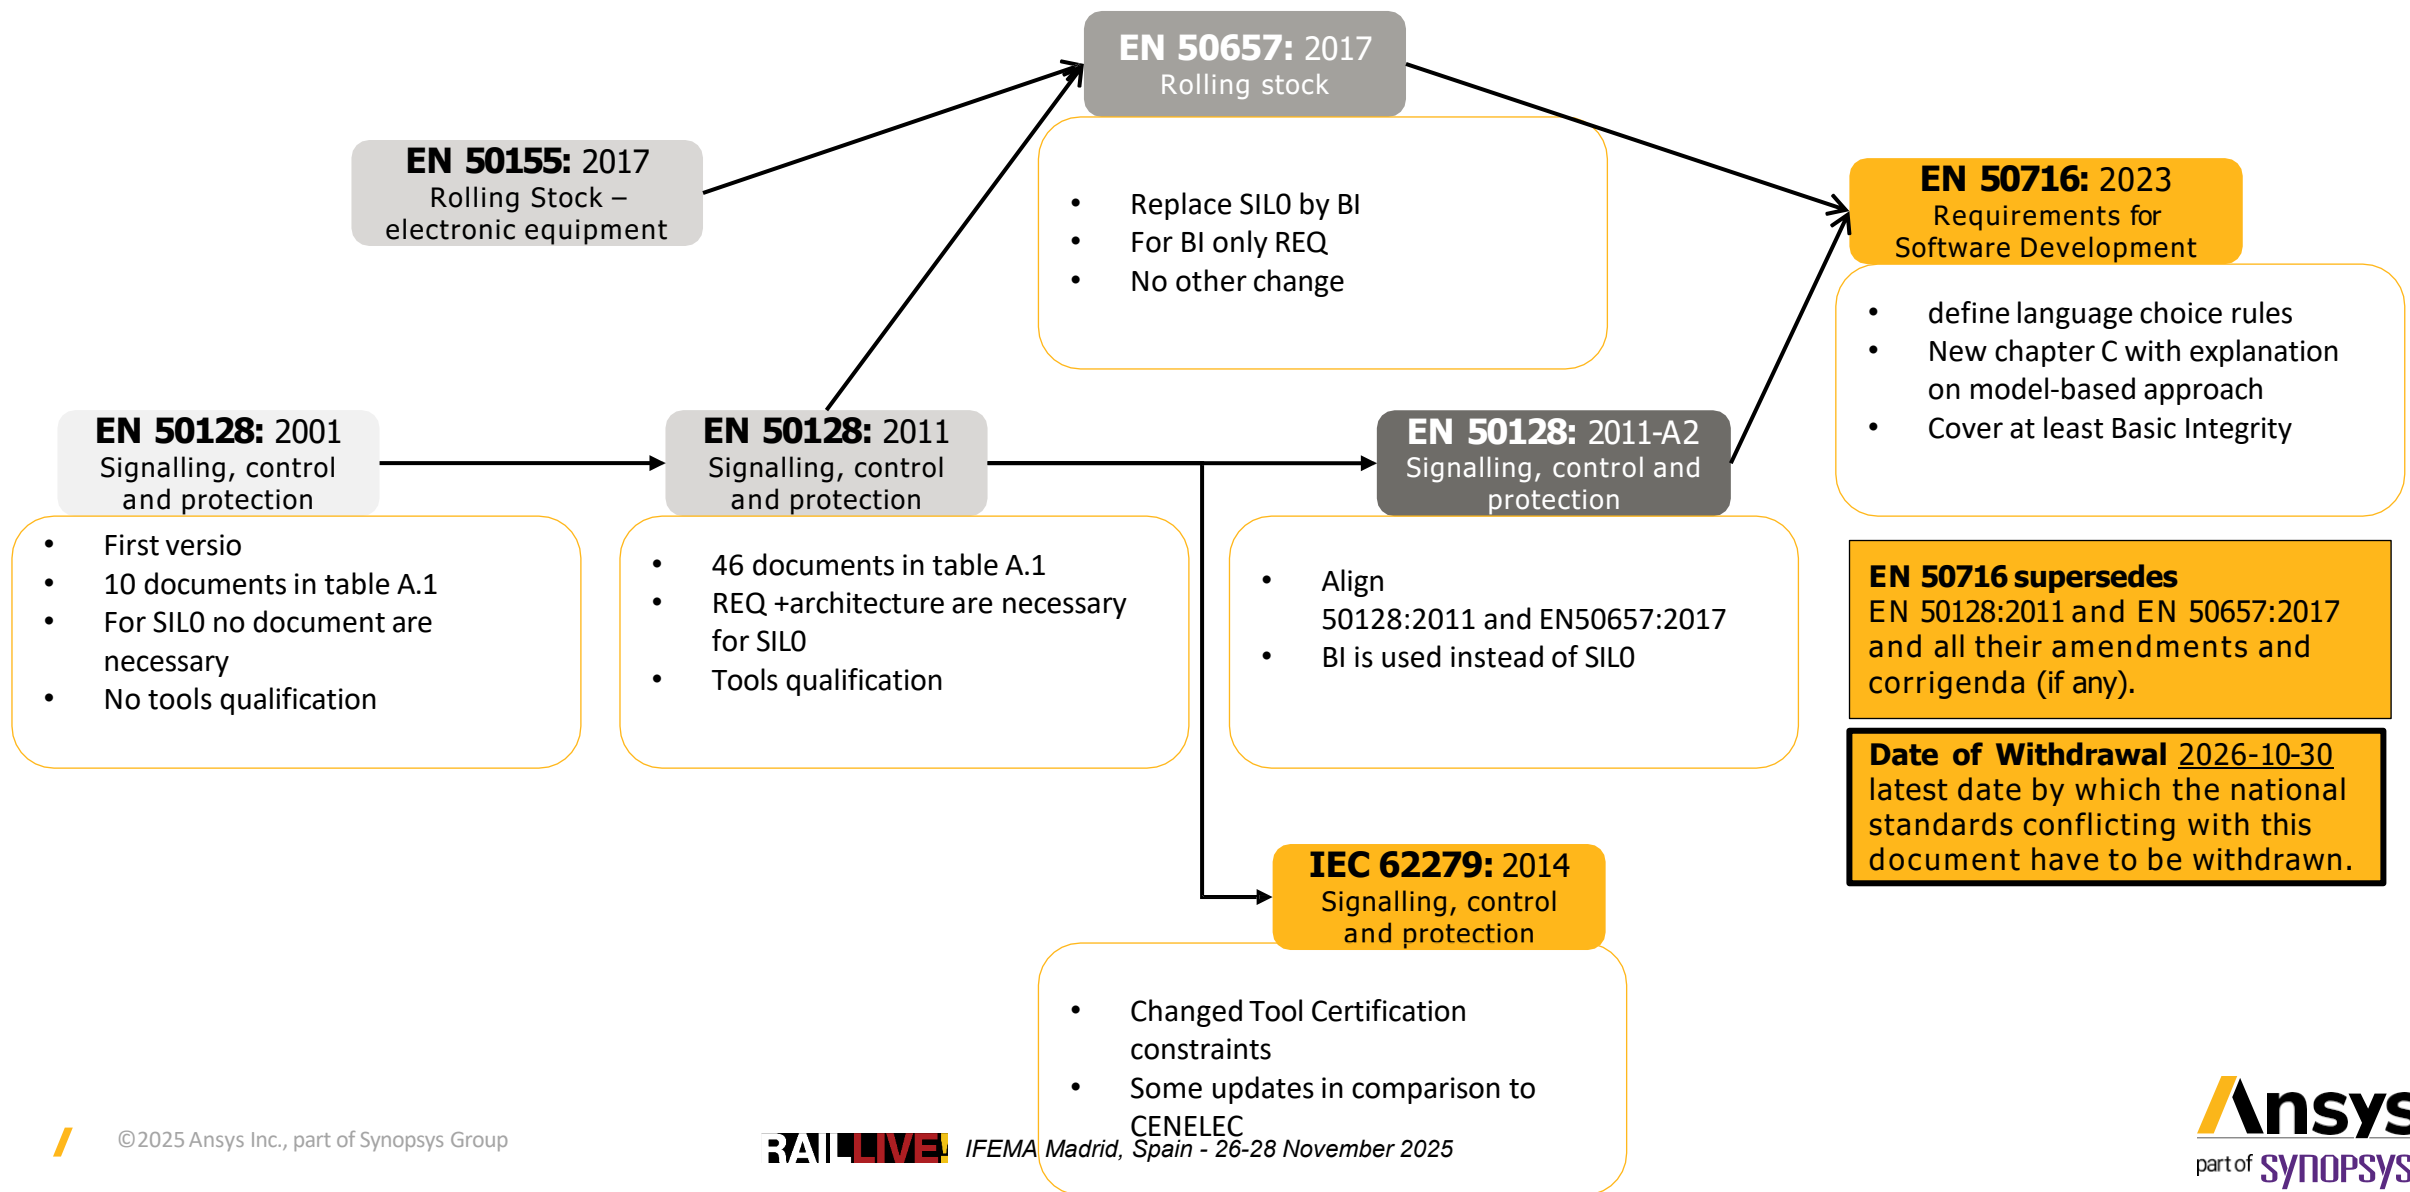 EN 50657: 2017
Rolling stock
• Replace SIL0 by BI
• For BI only REQ
• No other change
EN 50155: 2017
Rolling Stock –
electronic equipment
EN 50716: 2023
Requirements for
Software Development
• define language choice rules
• New chapter C with explanation
on model-based approach
• Cover at least Basic Integrity
EN 50128: 2001
Signalling, control
and protection
• First versio
• 10 documents in table A.1
• For SIL0 no document are
necessary
• No tools qualification
EN 50128: 2011
Signalling, control
and protection
• 46 documents in table A.1
• REQ +architecture are necessary
for SIL0
• Tools qualification
EN 50128: 2011-A2
Signalling, control and
protection
• Align
50128:2011 and EN50657:2017
• BI is used instead of SIL0
EN 50716 supersedes
EN 50128:2011 and EN 50657:2017
and all their amendments and
corrigenda (if any).
Date of Withdrawal 2026-10-30
latest date by which the national
standards conflicting with this
document have to be withdrawn.
IEC 62279: 2014
Signalling, control
and protection
• Changed Tool Certification
constraints
• Some updates in comparison to
CENELEC
©2025 Ansys Inc., part of Synopsys Group
RAIL LIVE!
IFEMA Madrid, Spain - 26-28 November 2025
Ansys
part of SYNOPSYS